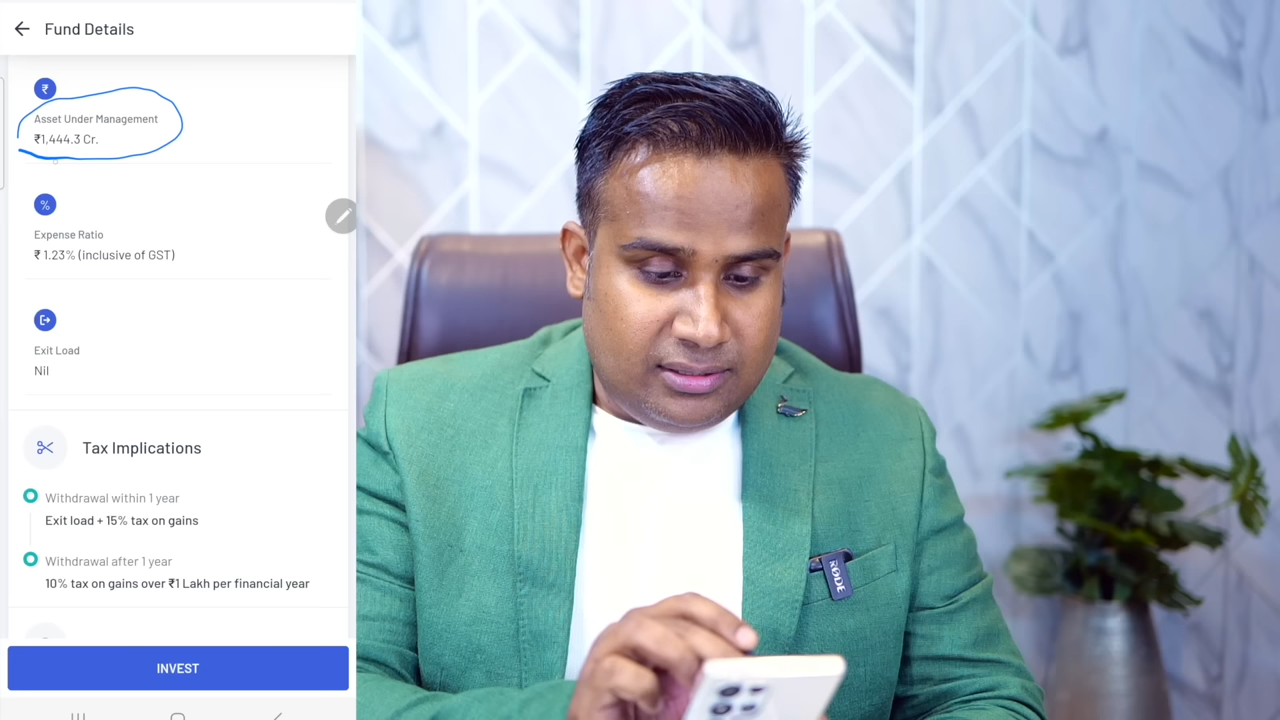 Fund Details
Asset Under Management
₹1,444.3 Cr.
Expense Ratio
₹ 1.23% (inclusive of GST)
Exit Load
Nil
Tax Implications
Withdrawal within 1 year
Exit load + 15% tax on gains
Withdrawal after 1 year
10% tax on gains over ₹1 Lakh per financial year
INVEST
RØDE